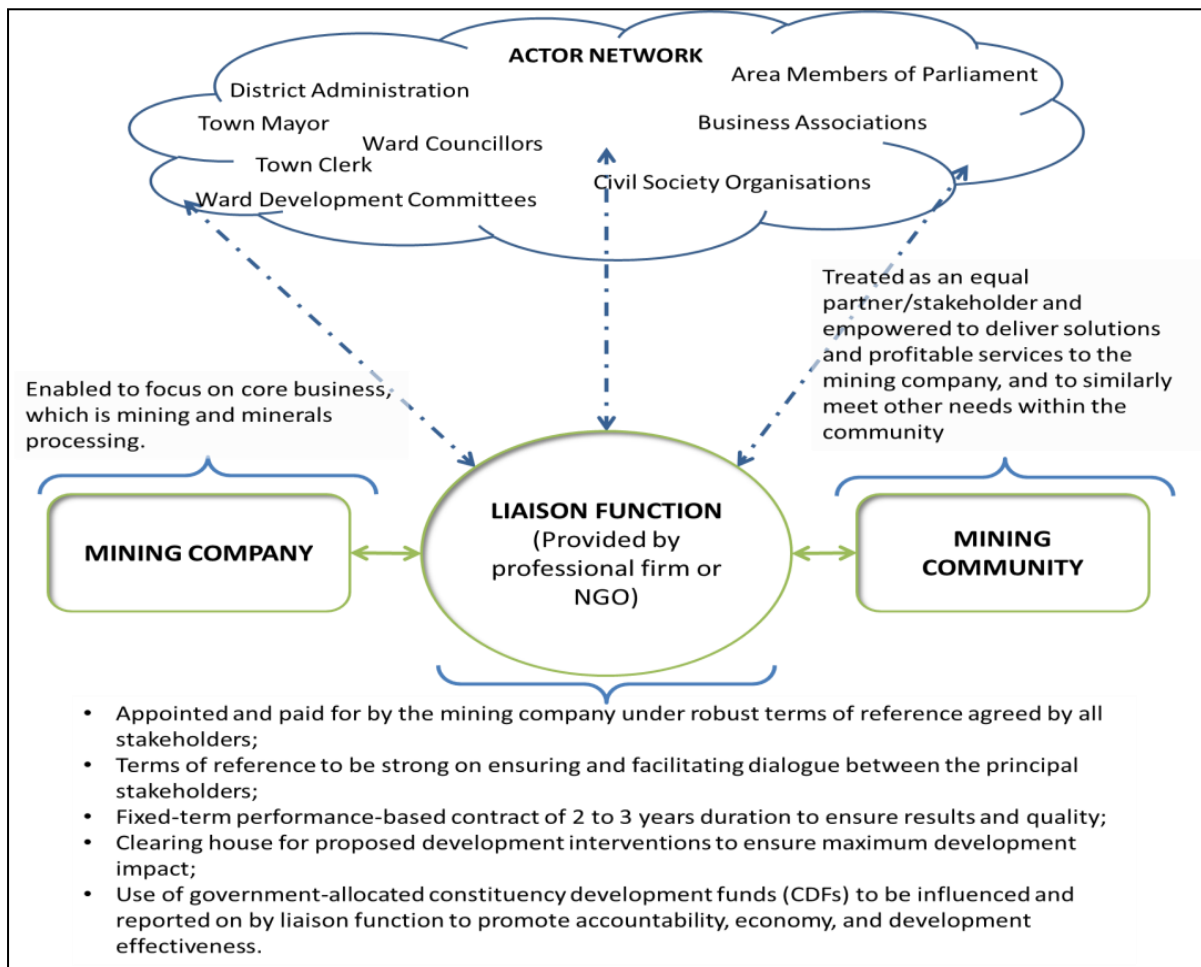 ACTOR NETWORK
Area Members of Parliament
District Administration
Town Mayor
Business Associations
Ward Councillors
Town Clerk
Civil Society Organisations
Ward Development Committees
Treated as an equal
partner/stakeholder and
empowered to deliver solutions
and profitable services to the
mining company, and to similarly
meet other needs within the
community
Enabled to focus on core business,
which is mining and minerals
processing.
LIAISON FUNCTION
(Provided by
professional firm or
NGO)
MINING COMPANY
MINING
COMMUNITY
• Appointed and paid for by the mining company under robust terms of reference agreed by all
stakeholders;
• Terms of reference to be strong on ensuring and facilitating dialogue between the principal
stakeholders;
• Fixed-term performance-based contract of 2 to 3 years duration to ensure results and quality;
• Clearing house for proposed development interventions to ensure maximum development
impact;
• Use of government-allocated constituency development funds (CDFs) to be influenced and
reported on by liaison function to promote accountability, economy, and development
effectiveness.